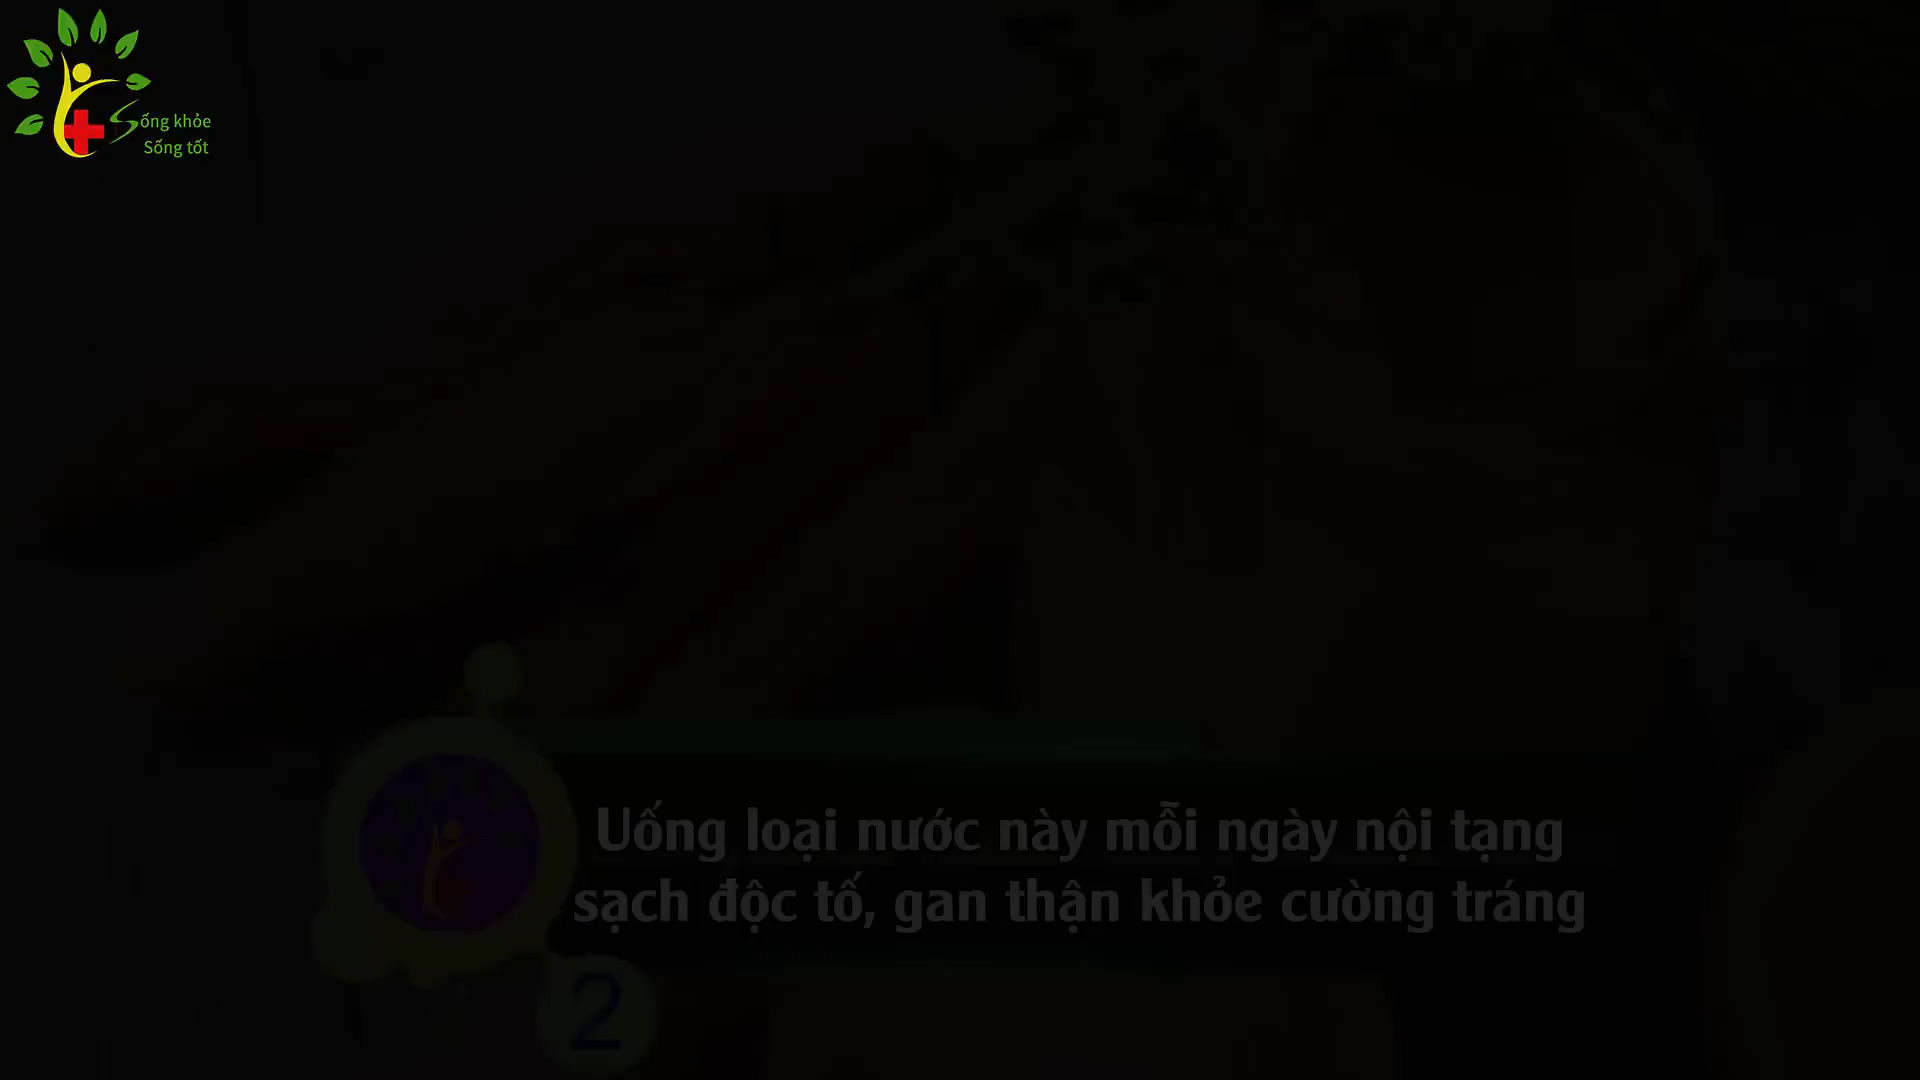 Sống khỏe
Sống tốt
Uống loại nước này mỗi ngày nội tạng
sạch độc tố, gan thận khỏe cường tráng
2